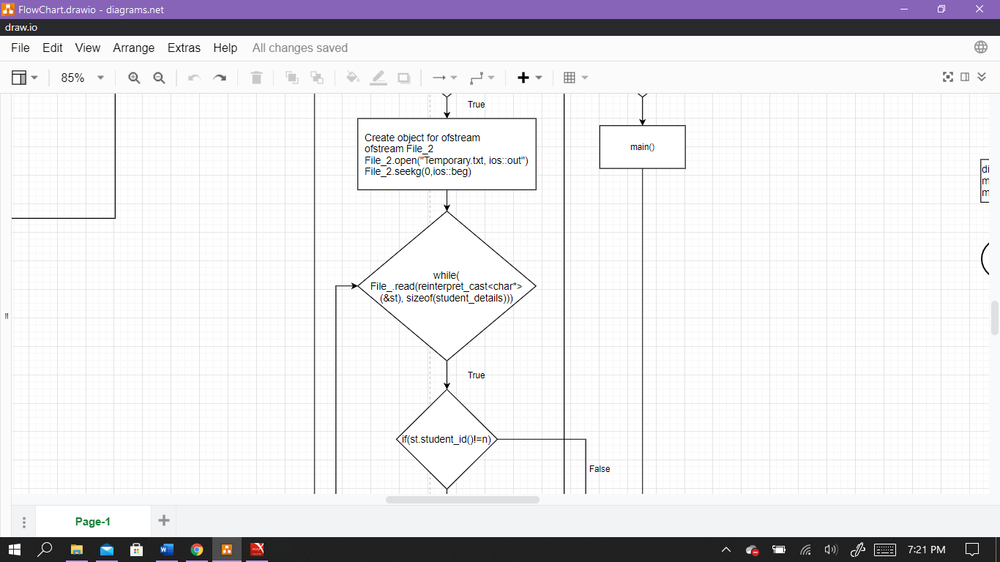 FlowChart.drawio - diagrams.net
draw.io
File Edit View Arrange Extras Help All changes saved
85%
True
Create object for ofstream
ofstream File_2
File_2.open("Temporary.txt, ios::out")
File_2.seekg(0,ios::beg)
main()
di
m
m
while(
File_.read(reinterpret_cast<char*>
(&st), sizeof(student_details)))
True
if(st.student_id()!=n)
False
Page-1
7:21 PM